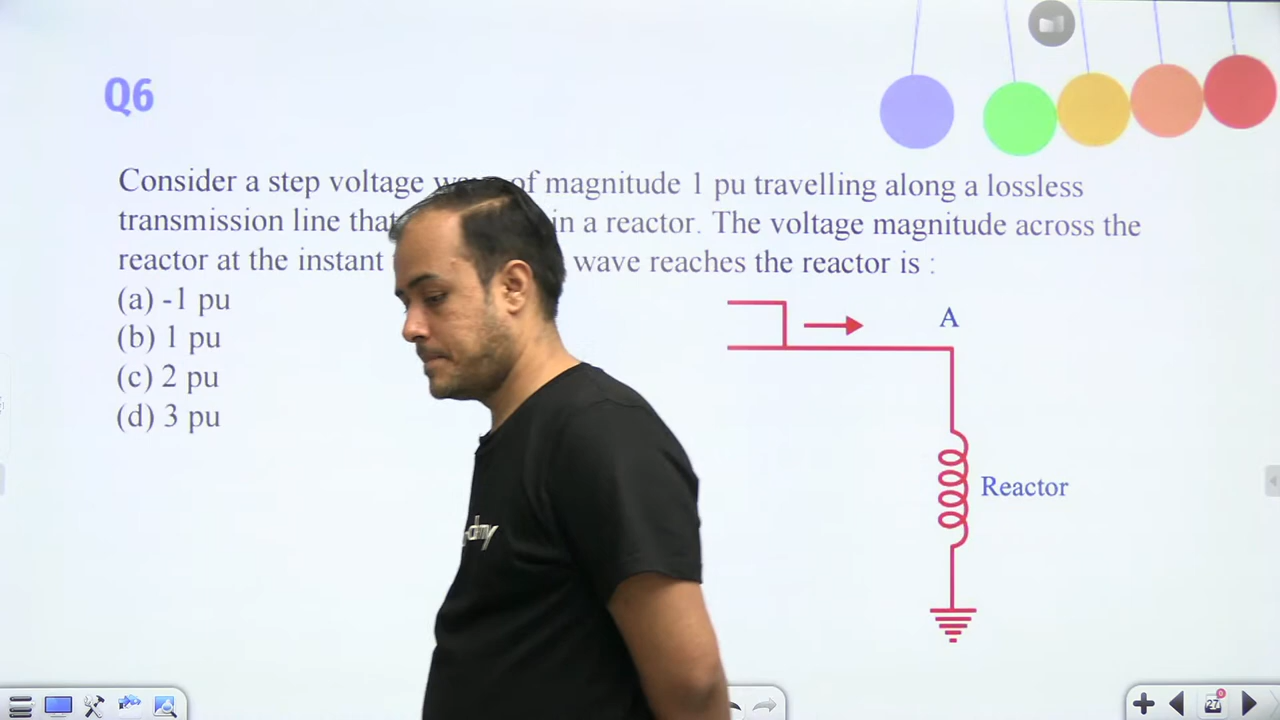 Q6
Consider a step voltage of magnitude 1 pu travelling along a lossless
transmission line that in a reactor. The voltage magnitude across the
reactor at the instant wave reaches the reactor is :
(a) -1 pu
(b) 1 pu
(c) 2 pu
(d) 3 pu
A
Reactor
27